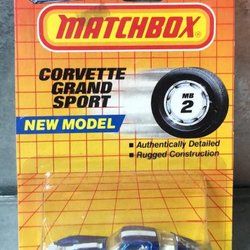 MATCHBOX
CORVETTE
GRAND
SPORT
MB
2
NEW MODEL
▪ Authentically Detailed
▪ Rugged Construction